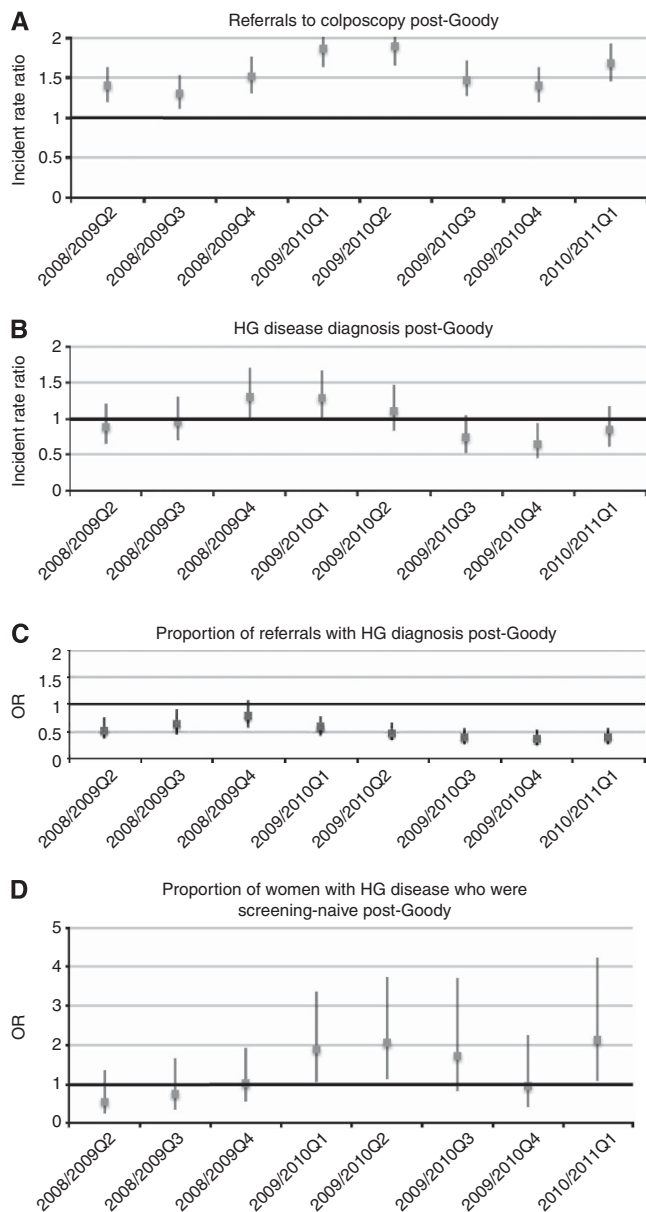 A
Referrals to colposcopy post-Goody
Incident rate ratio
2
1.5
1
0.5
0
2008/2009Q2
2008/2009Q3
2008/2009Q4
2009/2010Q1
2009/2010Q2
2009/2010Q3
2009/2010Q4
2010/2011Q1
B
HG disease diagnosis post-Goody
Incident rate ratio
2
1.5
1
0.5
0
2008/2009Q2
2008/2009Q3
2008/2009Q4
2009/2010Q1
2009/2010Q2
2009/2010Q3
2009/2010Q4
2010/2011Q1
C
Proportion of referrals with HG diagnosis post-Goody
OR
2
1.5
1
0.5
0
2008/2009Q2
2008/2009Q3
2008/2009Q4
2009/2010Q1
2009/2010Q2
2009/2010Q3
2009/2010Q4
2010/2011Q1
D
Proportion of women with HG disease who were
screening-naive post-Goody
OR
5
4
3
2
1
0
2008/2009Q2
2008/2009Q3
2008/2009Q4
2009/2010Q1
2009/2010Q2
2009/2010Q3
2009/2010Q4
2010/2011Q1